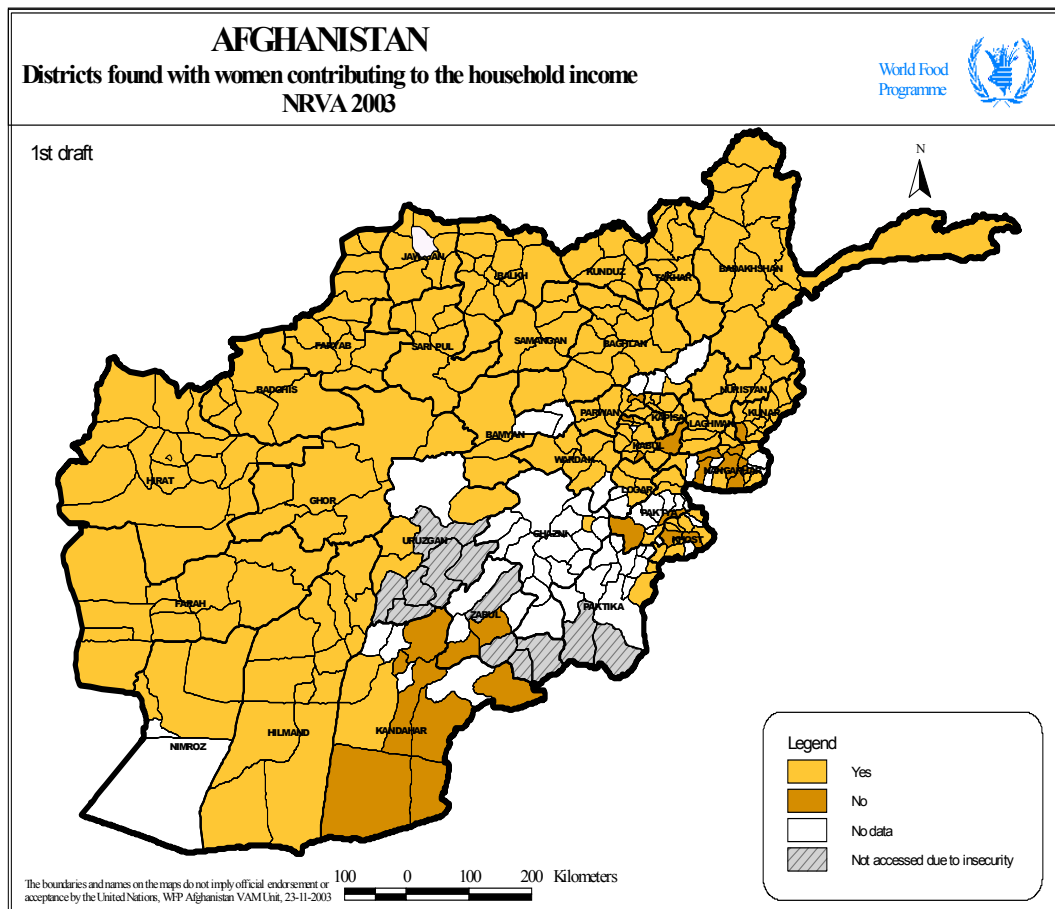 AFGHANISTAN
Districts found with women contributing to the household income
NRVA 2003
World Food
Programme
1st draft
N
JAWZJAN
BALKH
KUNDUZ
TAKHAR
BADAKHSHAN
FARYAB
SARI PUL
SAMANGAN
BAGHLAN
BADGHIS
NURISTAN
PARWAN
KAPISA
KUNAR
LAGHMAN
BAMYAN
KABUL
WARDAK
NANGARHAR
HIRAT
GHOR
LOGAR
PAKTYA
URUZGAN
GHAZNI
KHOST
FARAH
ZABUL
PAKTIKA
NIMROZ
HILMAND
KANDAHAR
Legend
Yes
No
No data
Not accessed due to insecurity
The boundaries and names on the maps do not imply official endorsement or
acceptance by the United Nations, WFP Afghanistan VAM Unit, 23-11-2003
100 0 100 200 Kilometers